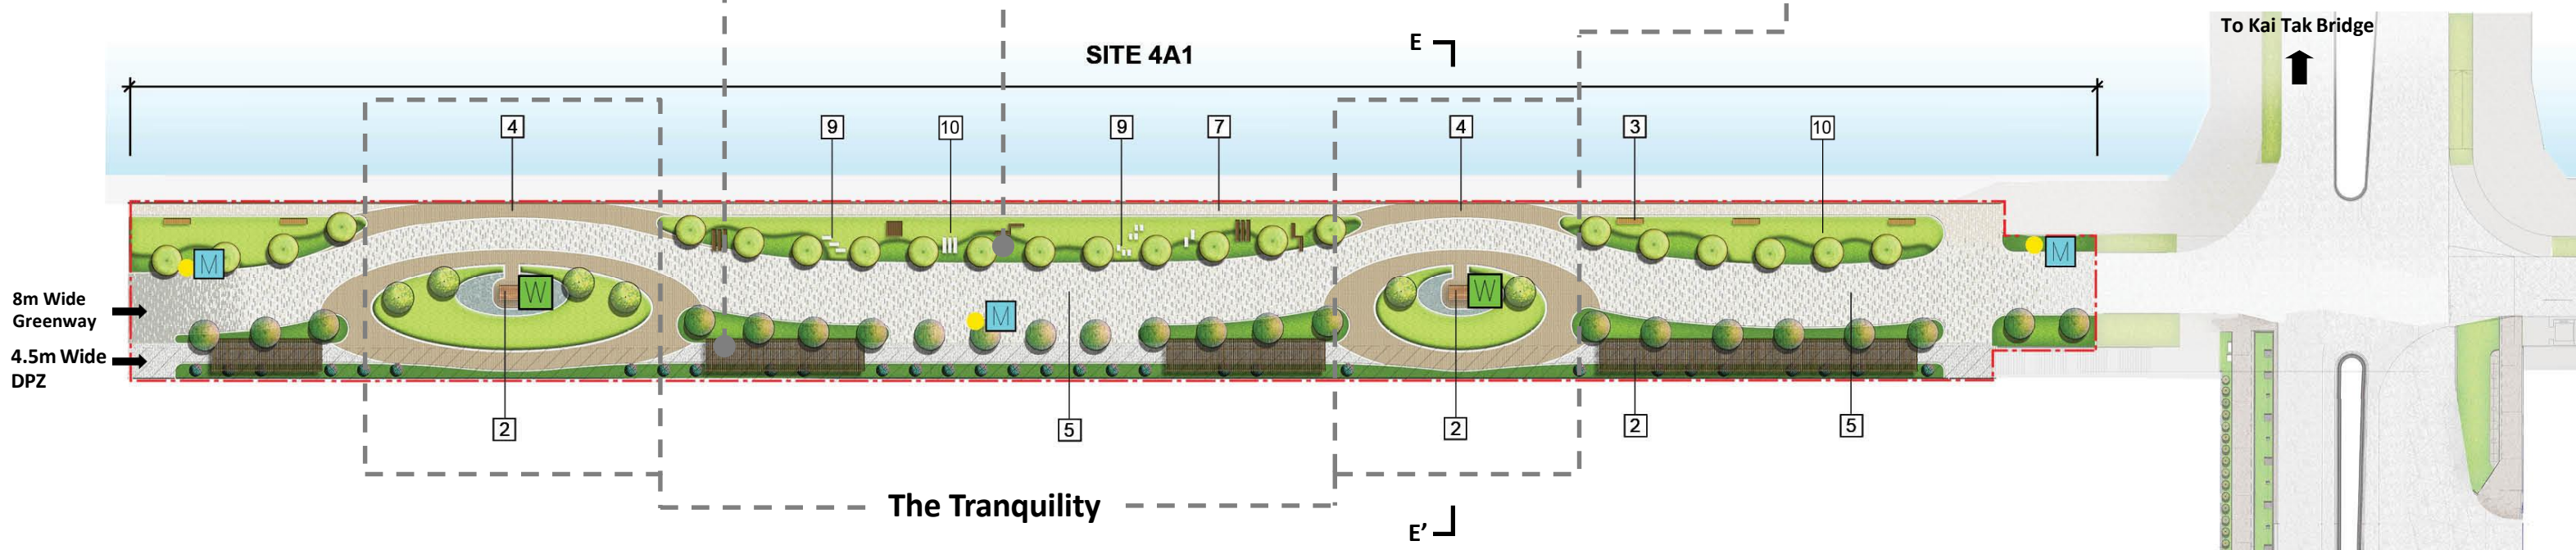 To Kai Tak Bridge
SITE 4A1
E
4
9
10
9
7
4
3
10
M
M
W
W
M
8m Wide
Greenway
4.5m Wide
DPZ
2
5
2
2
5
The Tranquility
E’